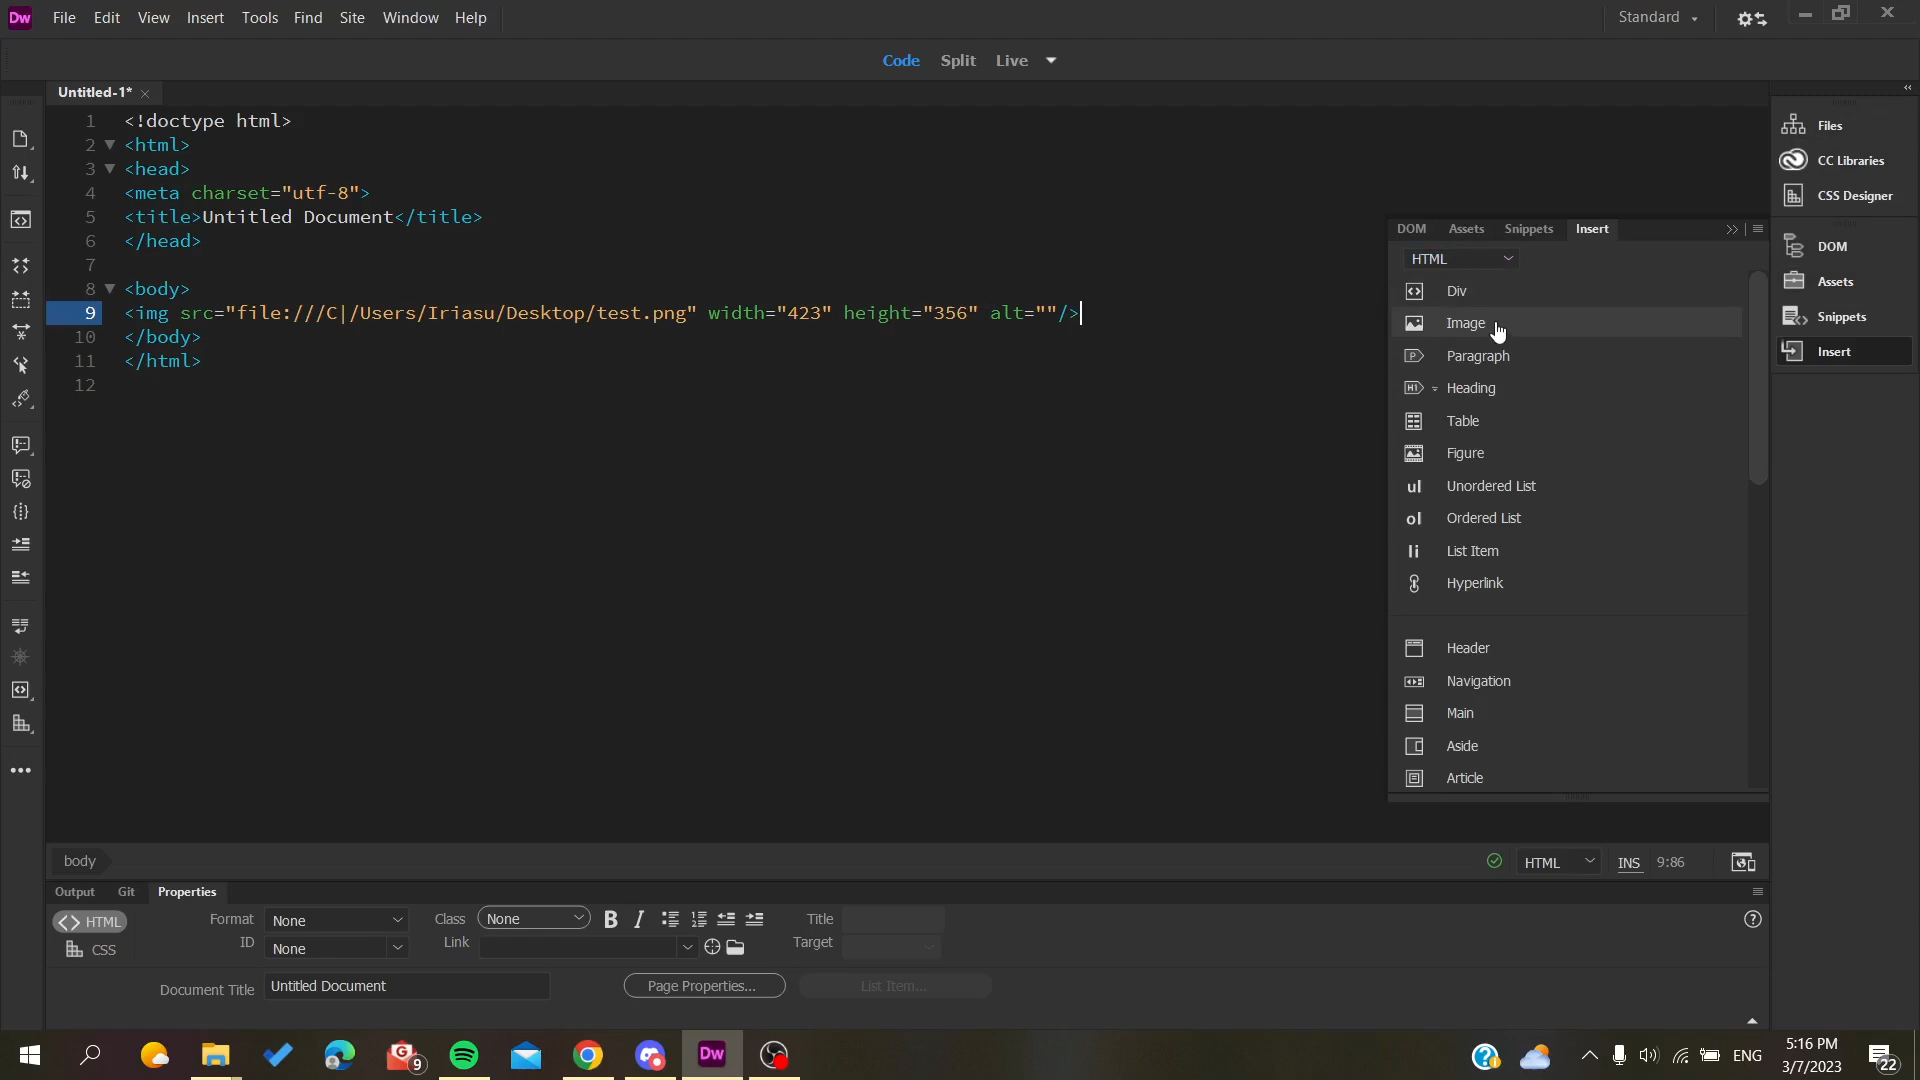 Dw File Edit View Insert Tools Find Site Window Help Standard
Code Split Live
Untitled-1*
1 <!doctype html>
2 <html>
3 <head>
4 <meta charset="utf-8">
5 <title>Untitled Document</title>
6 </head>
7
8 <body>
9 <img src="file:///C|/Users/Iriasu/Desktop/test.png" width="423" height="356" alt=""/>
10 </body>
11 </html>
12
DOM Assets Snippets Insert
HTML
Div
Image
P Paragraph
H1 Heading
Table
Figure
ul Unordered List
ol Ordered List
li List Item
Hyperlink
Header
Navigation
Main
Aside
Article
Files
CC Libraries
CSS Designer
DOM
Assets
Snippets
Insert
body HTML INS 9:86
Output Git Properties
HTML Format None Class None B I Title
CSS ID None Link Target
Document Title Untitled Document Page Properties... List Item...
G 9 Dw ENG 5:16 PM
3/7/2023 22